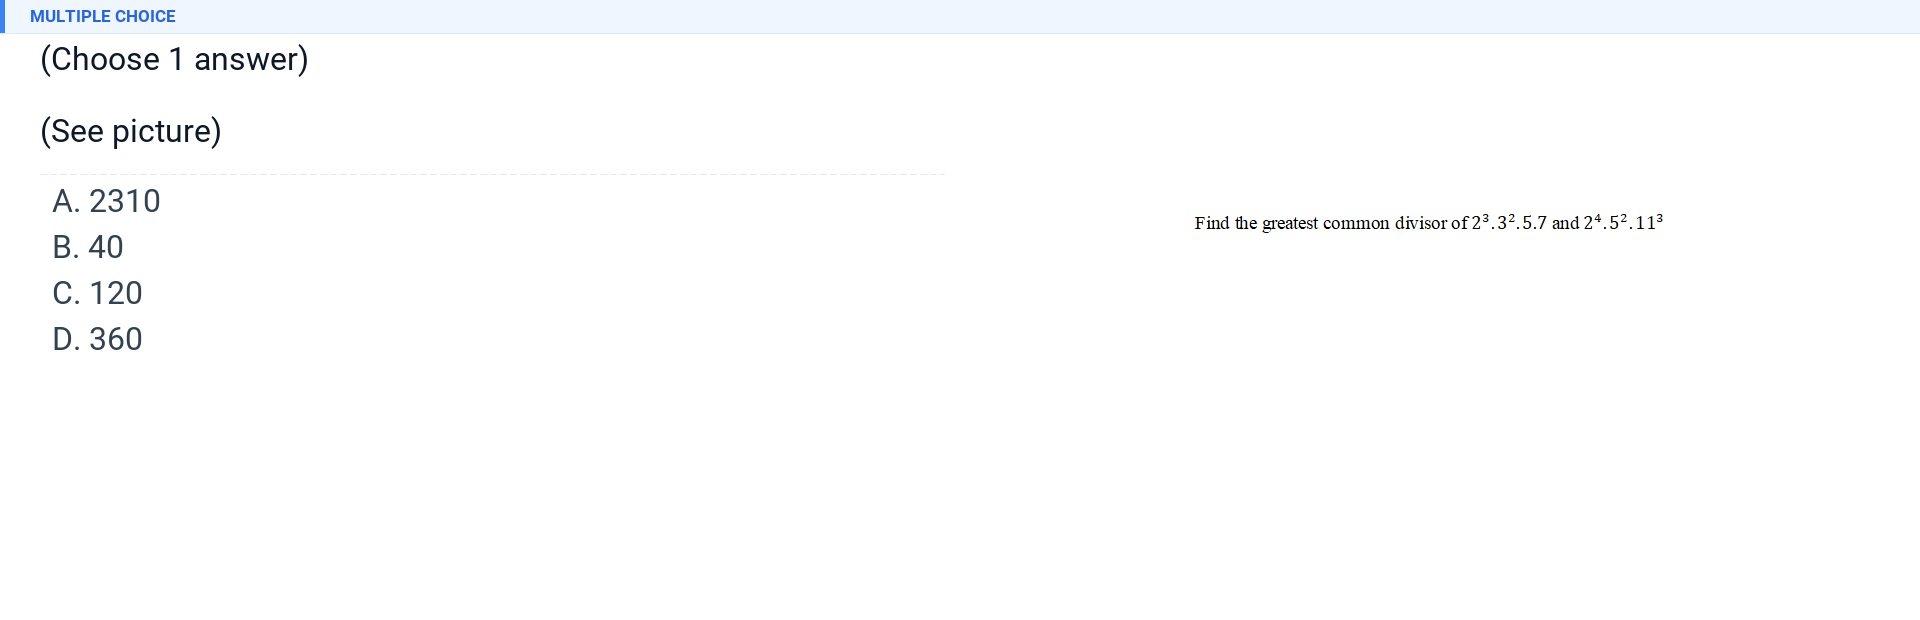 MULTIPLE CHOICE
(Choose 1 answer)
(See picture)
A. 2310
B. 40
C. 120
D. 360
Find the greatest common divisor of 2³.3².5.7 and 2⁴.5².11³